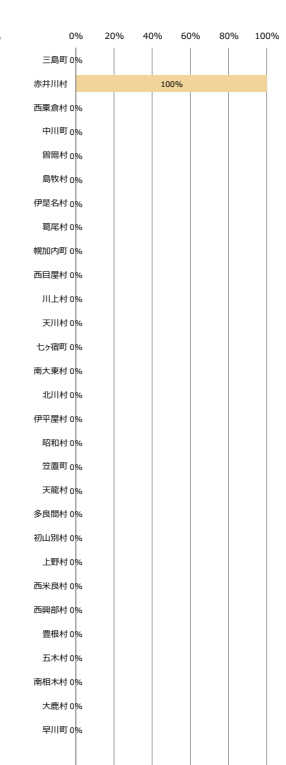 0% 20% 40% 60% 80% 100%
三島町 0%
赤井川村 100%
西粟倉村 0%
中川町 0%
曽爾村 0%
島牧村 0%
伊是名村 0%
葛尾村 0%
幌加内町 0%
西目屋村 0%
川上村 0%
天川村 0%
七ヶ宿町 0%
南大東村 0%
北川村 0%
伊平屋村 0%
昭和村 0%
笠置町 0%
天龍村 0%
多良間村 0%
初山別村 0%
上野村 0%
西米良村 0%
西興部村 0%
豊根村 0%
五木村 0%
南相木村 0%
大鹿村 0%
早川町 0%